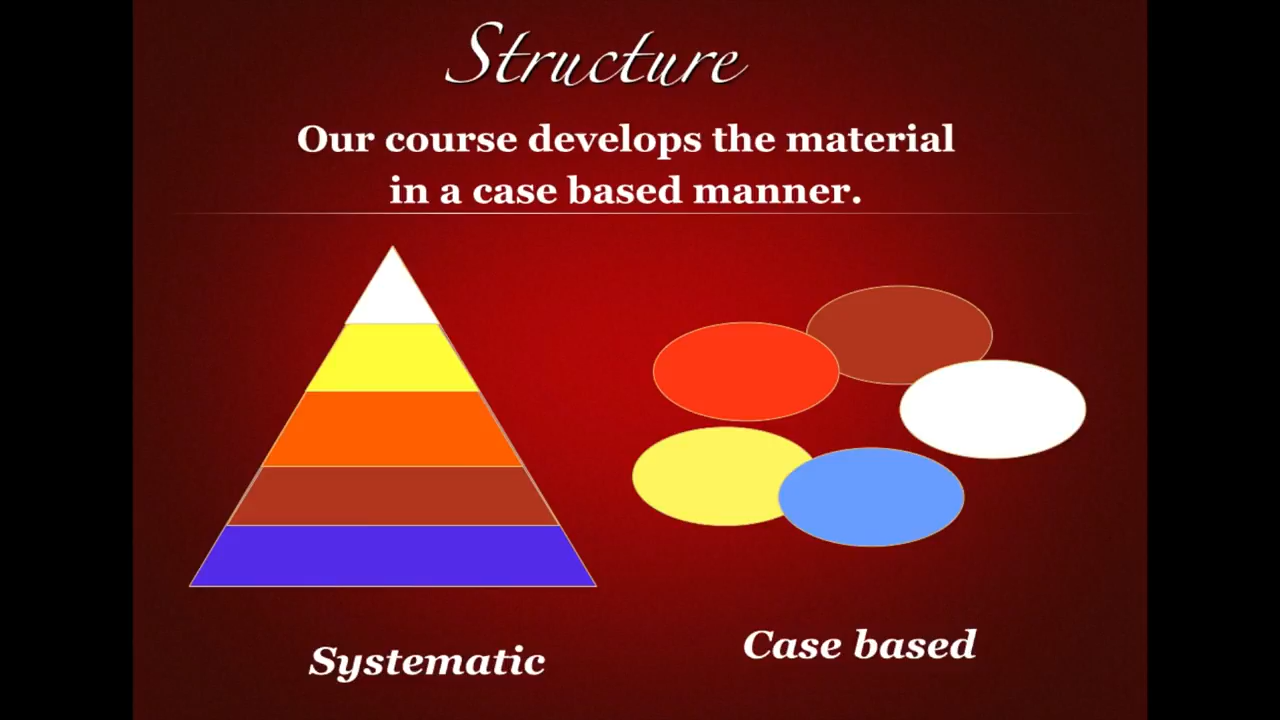 Structure
Our course develops the material
in a case based manner.
Systematic
Case based